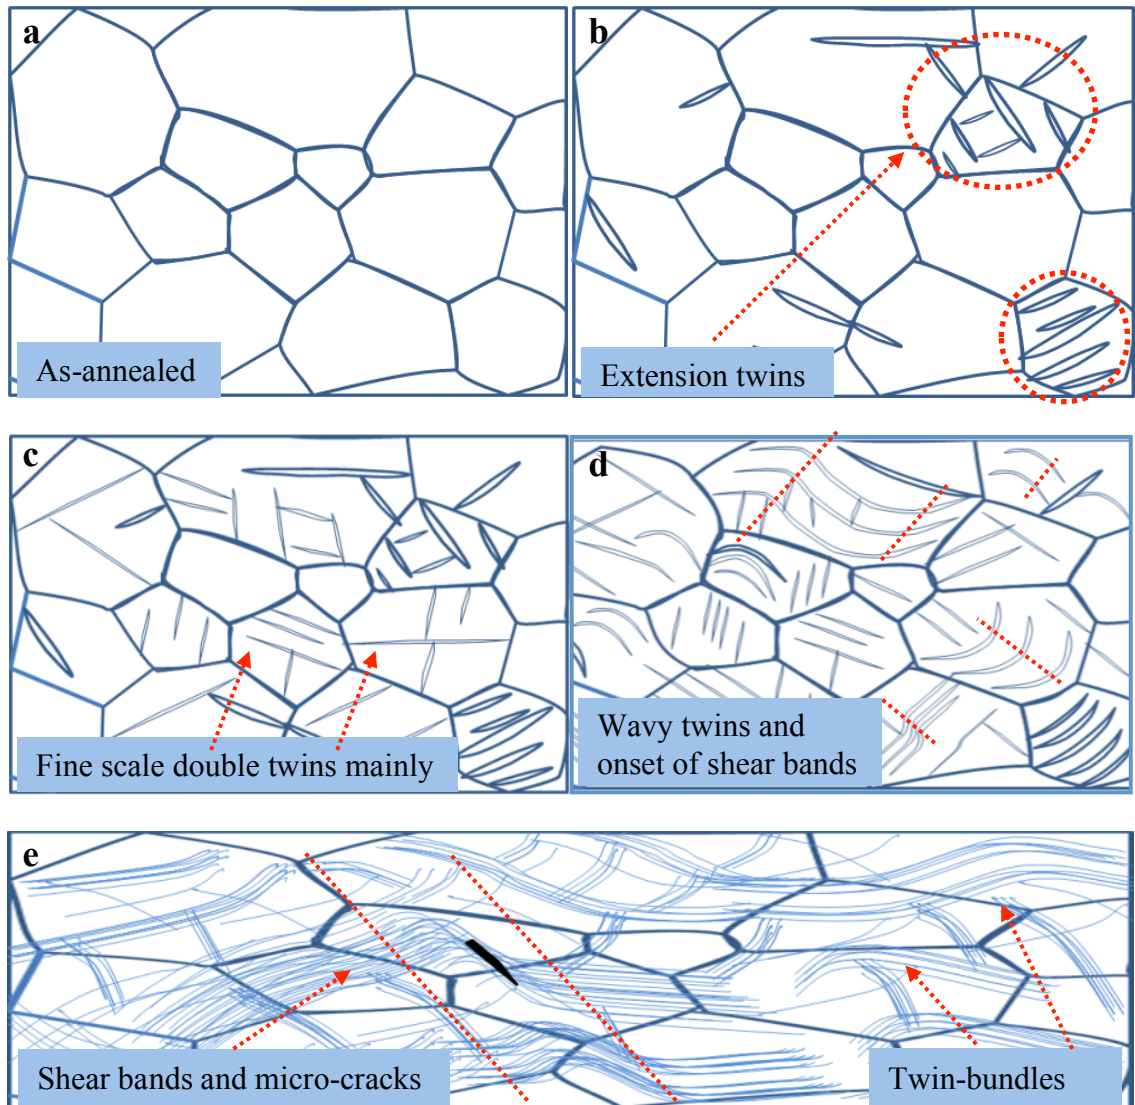 a
b
As-annealed
Extension twins
c
d
Fine scale double twins mainly
Wavy twins and
onset of shear bands
e
Shear bands and micro-cracks
Twin-bundles